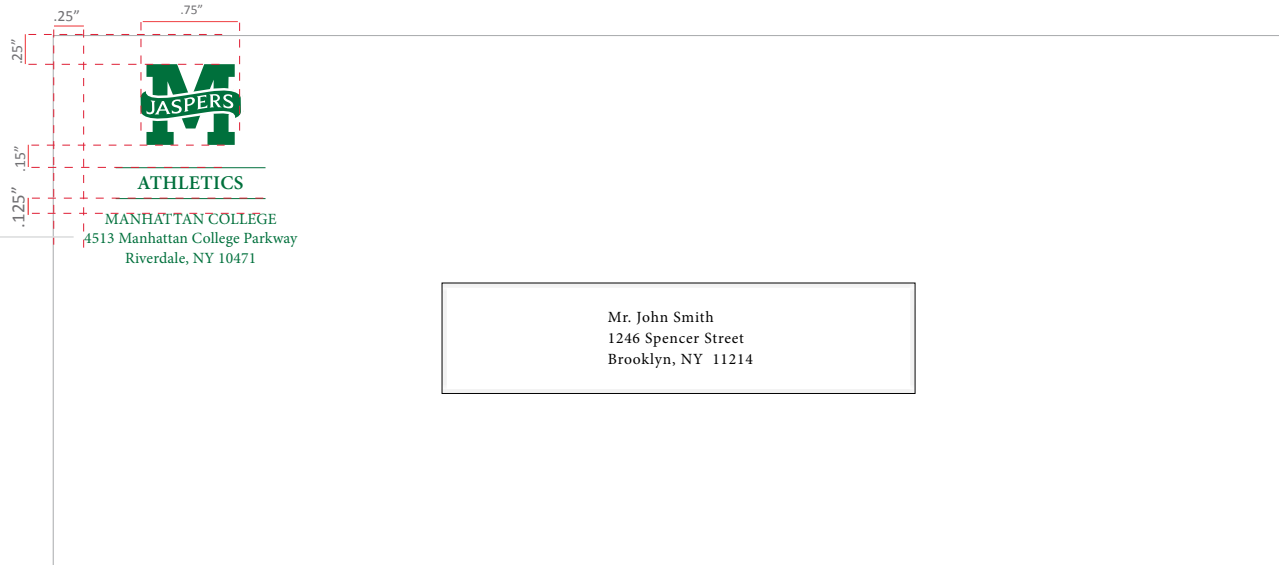 .25”
.75”
.25”
JASPERS
.15”
ATHLETICS
.125”
MANHATTAN COLLEGE
4513 Manhattan College Parkway
Riverdale, NY 10471
Mr. John Smith
1246 Spencer Street
Brooklyn, NY  11214